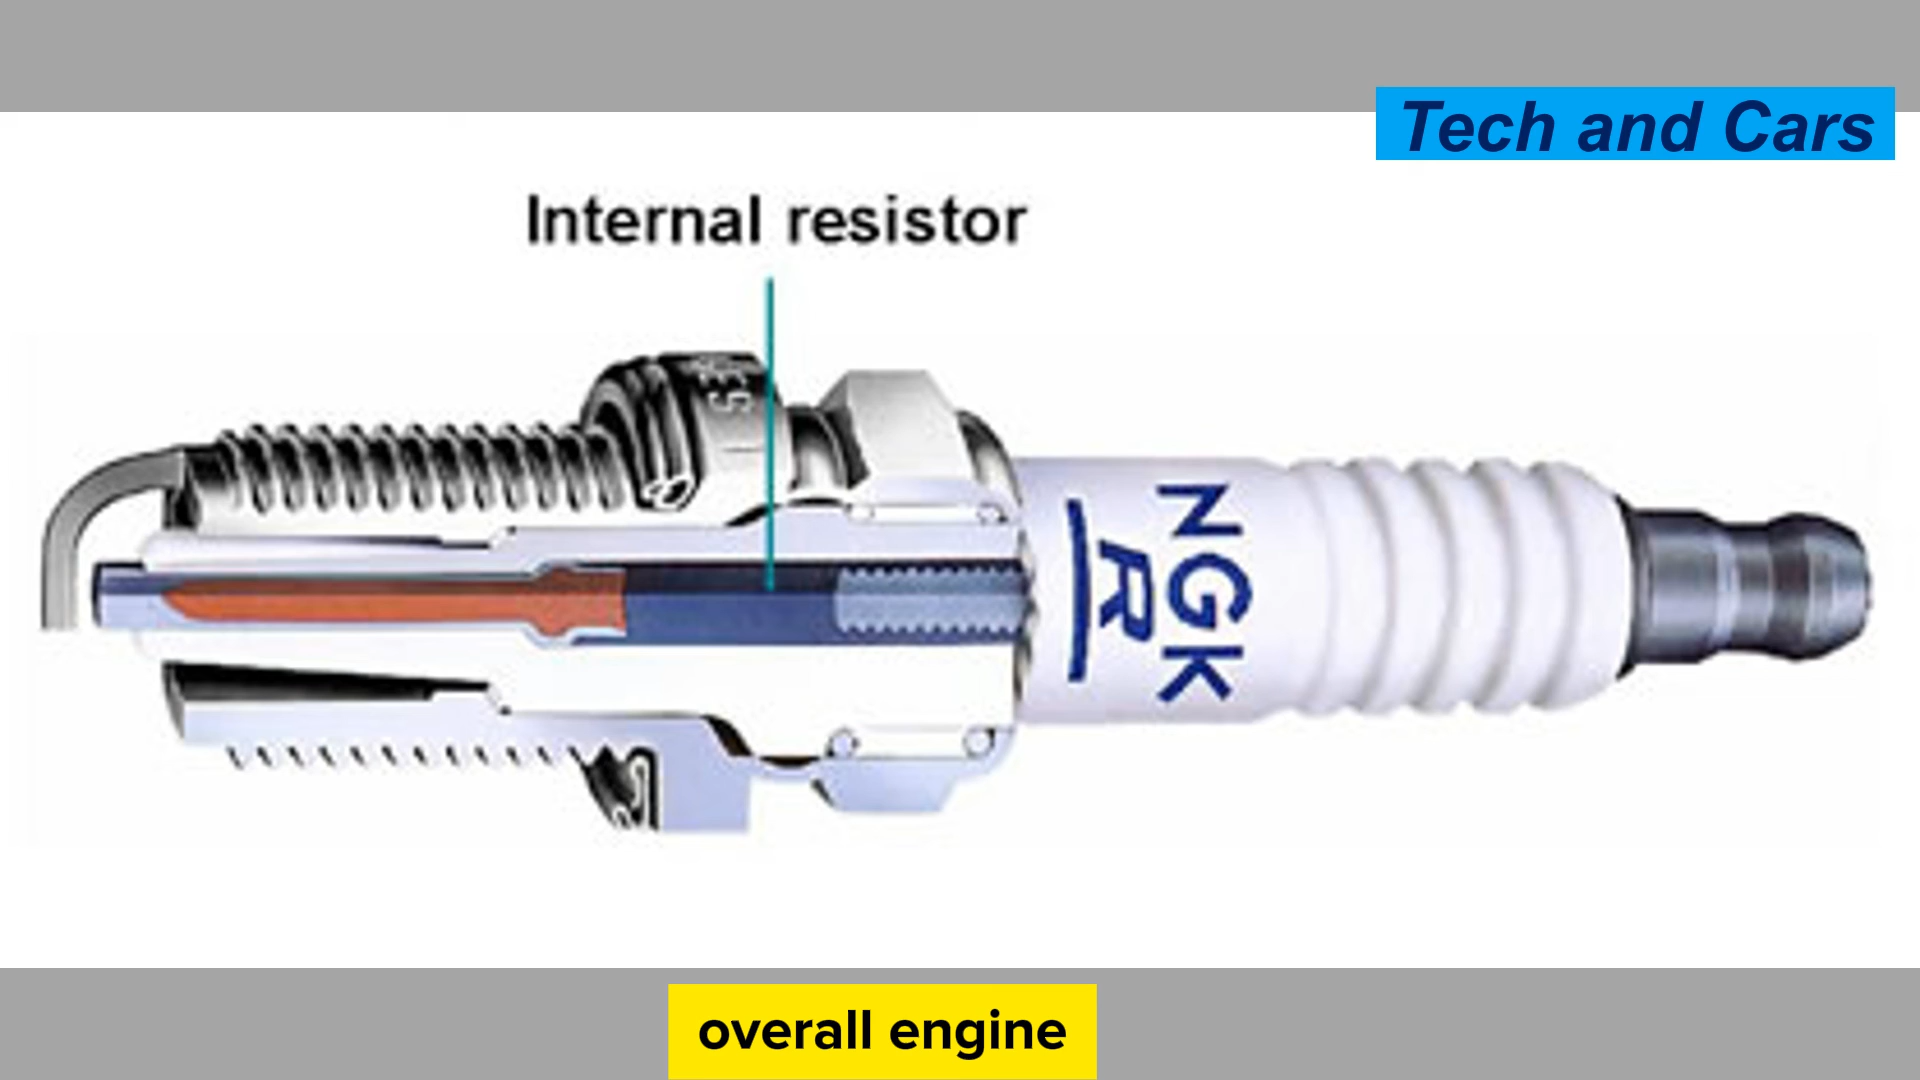 Tech and Cars
Internal resistor
NGK
R
overall engine